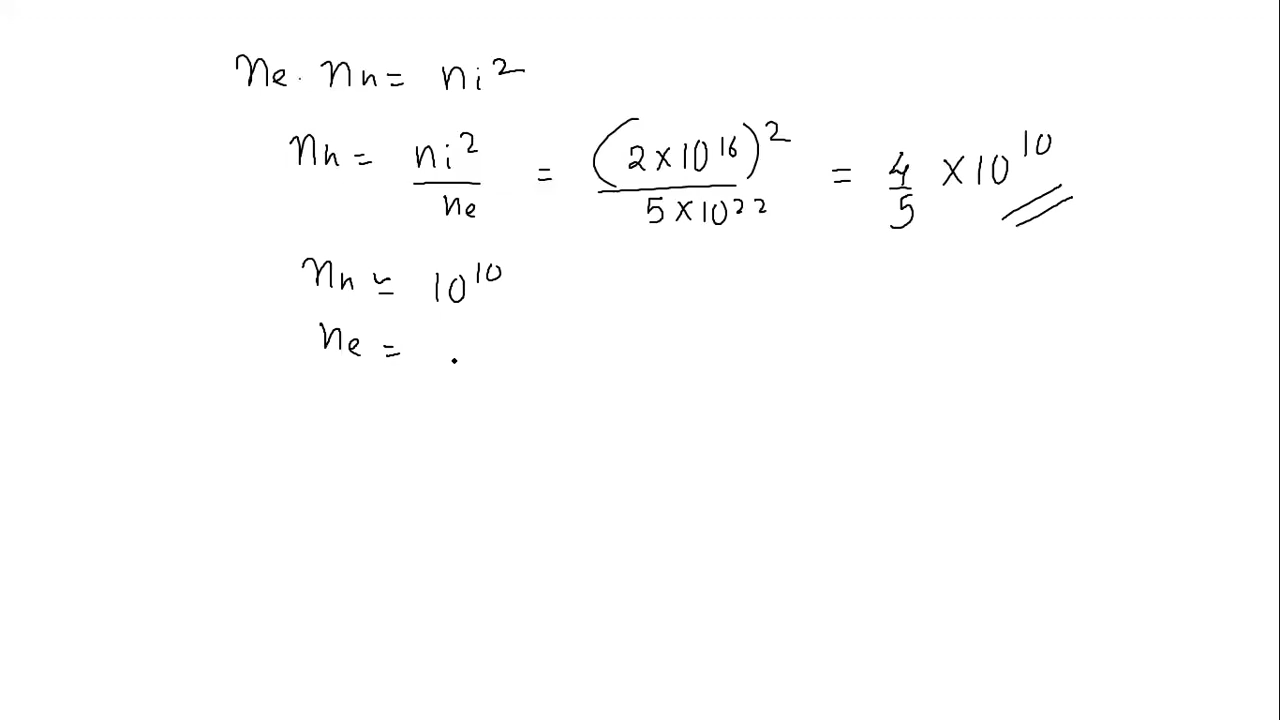 ne . nh = ni²
nh = ni²/ne = (2 × 10¹⁶)²/5 × 10²² = 4/5 × 10¹⁰
nh ≃ 10¹⁰
ne = .